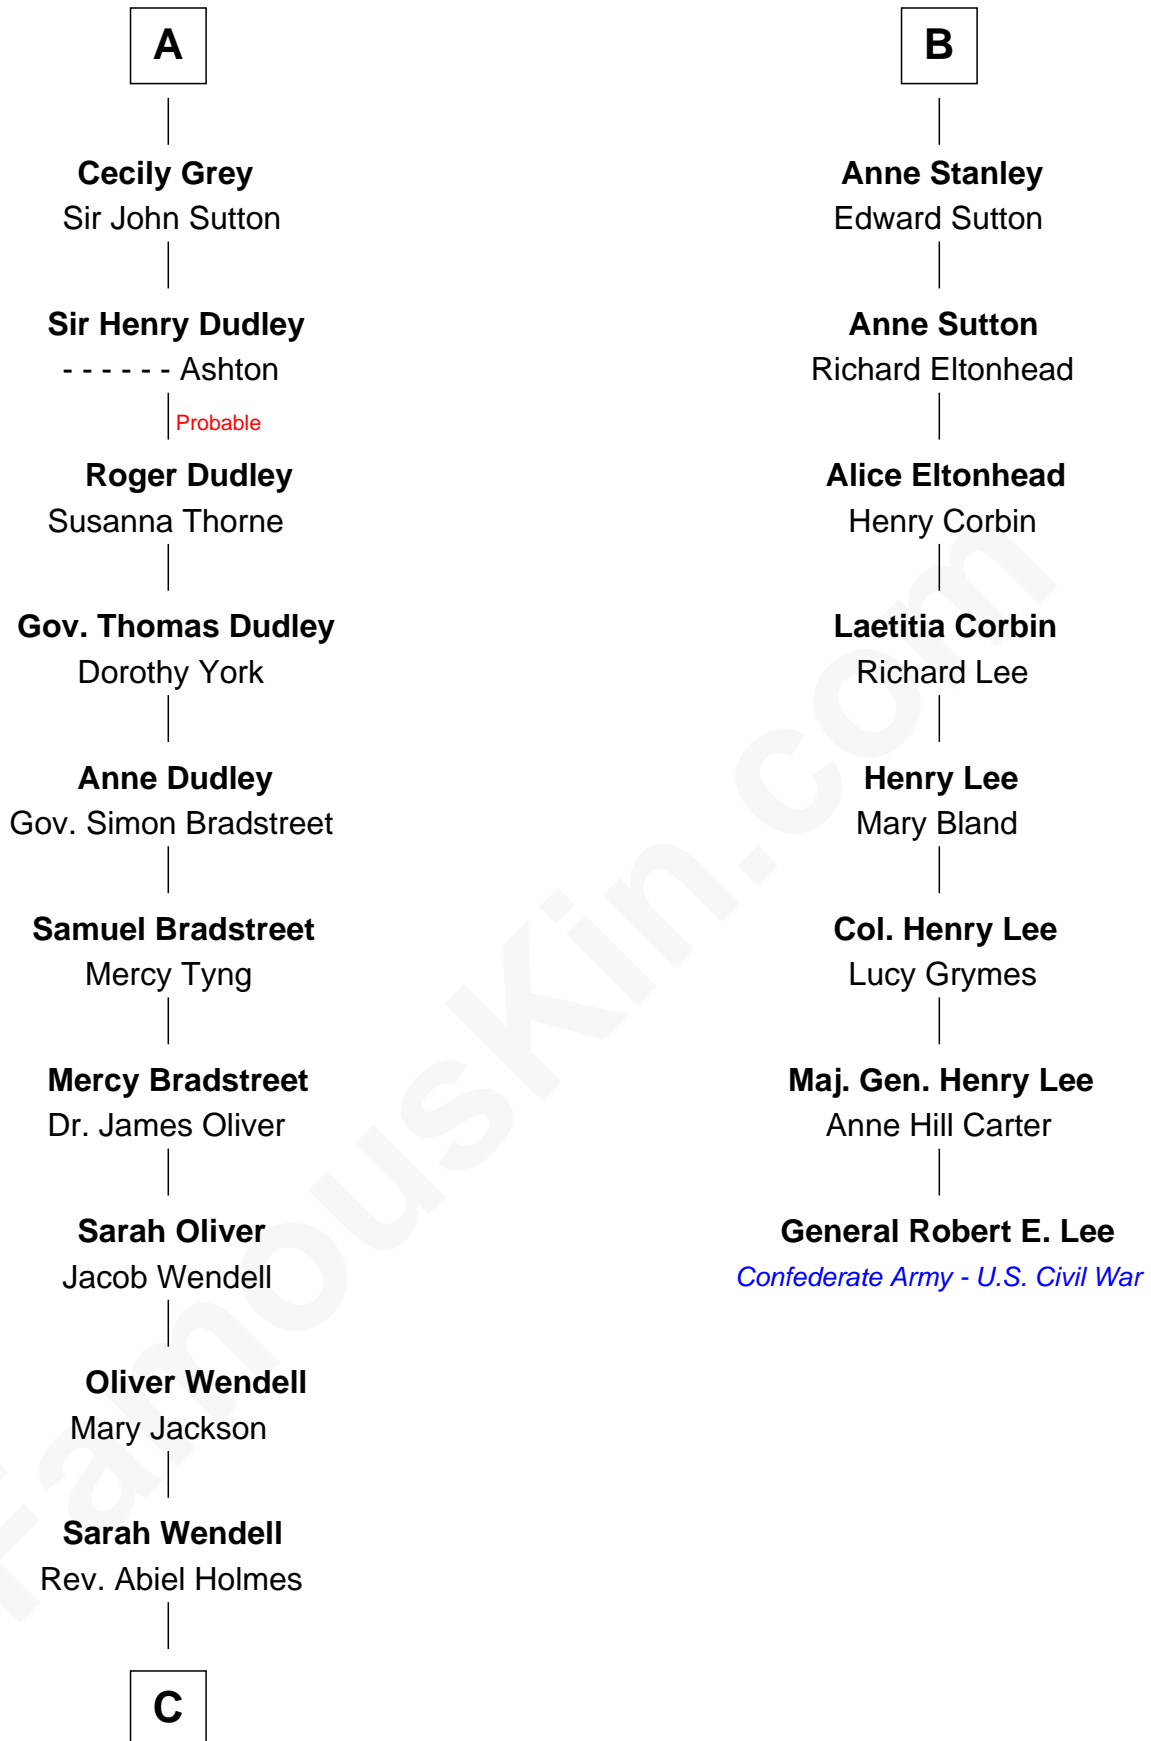 A
Cecily Grey
Sir John Sutton
Sir Henry Dudley
- - - - - - Ashton
Probable
Roger Dudley
Susanna Thorne
Gov. Thomas Dudley
Dorothy York
Anne Dudley
Gov. Simon Bradstreet
Samuel Bradstreet
Mercy Tyng
Mercy Bradstreet
Dr. James Oliver
Sarah Oliver
Jacob Wendell
Oliver Wendell
Mary Jackson
Sarah Wendell
Rev. Abiel Holmes
C
B
Anne Stanley
Edward Sutton
Anne Sutton
Richard Eltonhead
Alice Eltonhead
Henry Corbin
Laetitia Corbin
Richard Lee
Henry Lee
Mary Bland
Col. Henry Lee
Lucy Grymes
Maj. Gen. Henry Lee
Anne Hill Carter
General Robert E. Lee
Confederate Army - U.S. Civil War
FamousKin.com